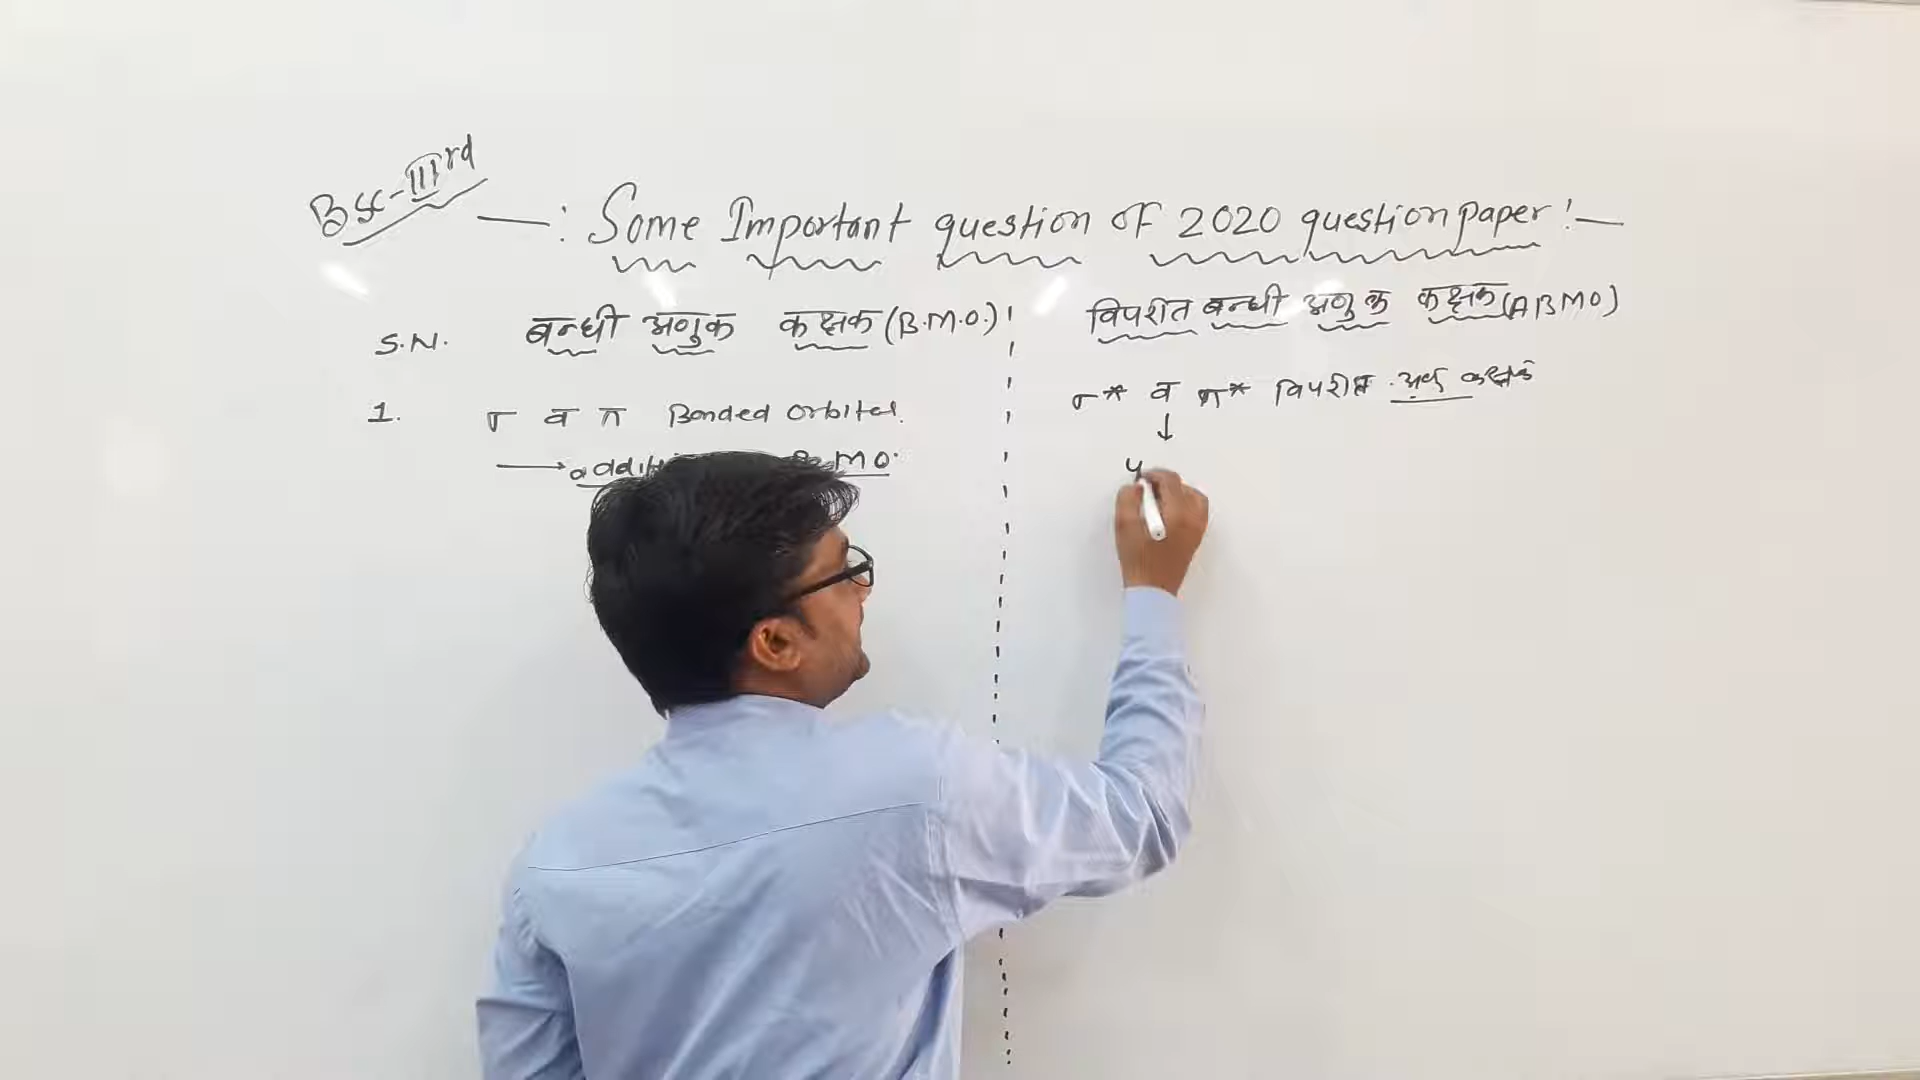 BSC-IIIrd
—: Some Important question OF 2020 question paper!—
S.N. बन्धी अणुक कक्षक (B.M.O.) विपरीत बन्धी अणुक कक्षक (ABMO)
1. σ व π Bonded orbital. σ* व π* विपरीत
→ MO.